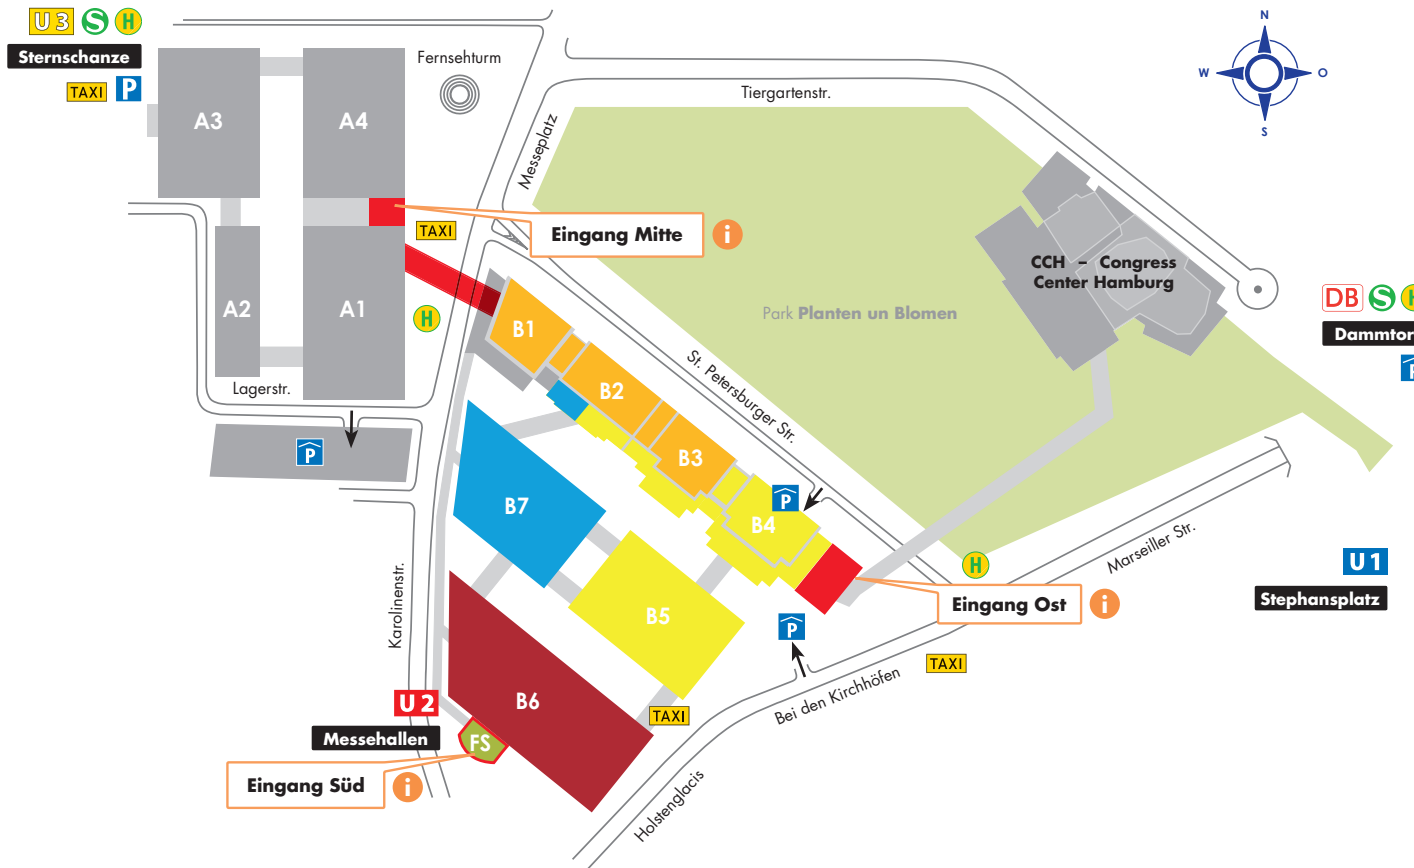 U3 S H
Sternschanze
TAXI P
Fernsehturm
N
W O
S
Tiergartenstr.
Messeplatz
A3
A4
TAXI
Eingang Mitte i
CCH – Congress
Center Hamburg
DB S H
Dammtor
P
A2
A1
H
B1
Park Planten un Blomen
St. Petersburger Str.
Lagerstr.
B2
P
B3
B7
P
B4
Marseiller Str.
H
U1
Stephansplatz
Karolinenstr.
B5
P
Eingang Ost i
TAXI
Bei den Kirchhöfen
U2
Messehallen
B6
TAXI
FS
Eingang Süd i
Holstenglacis